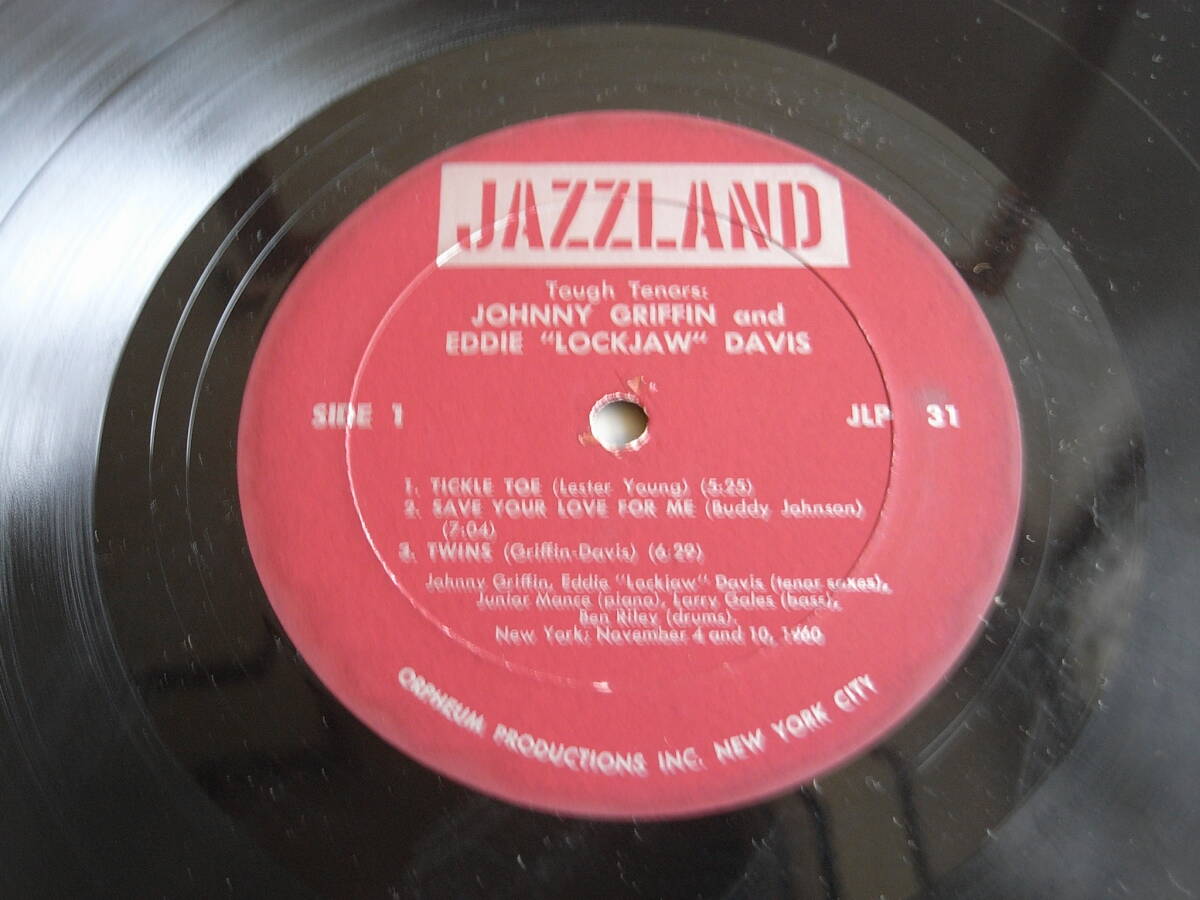 JAZZLAND
Tough Tenors:
JOHNNY GRIFFIN and
EDDIE "LOCKJAW" DAVIS
SIDE 1
JLP 31
1. TICKLE TOE (Lester Young) (5:25)
2. SAVE YOUR LOVE FOR ME (Buddy Johnson)
(7:04)
3. TWINS (Griffin-Davis) (6:29)
Johnny Griffin, Eddie "Lockjaw" Davis (tenor saxes),
Junior Mance (piano), Larry Gales (bass),
Ben Riley (drums).
New York; November 4 and 10, 1960
ORPHEUM PRODUCTIONS INC. NEW YORK CITY